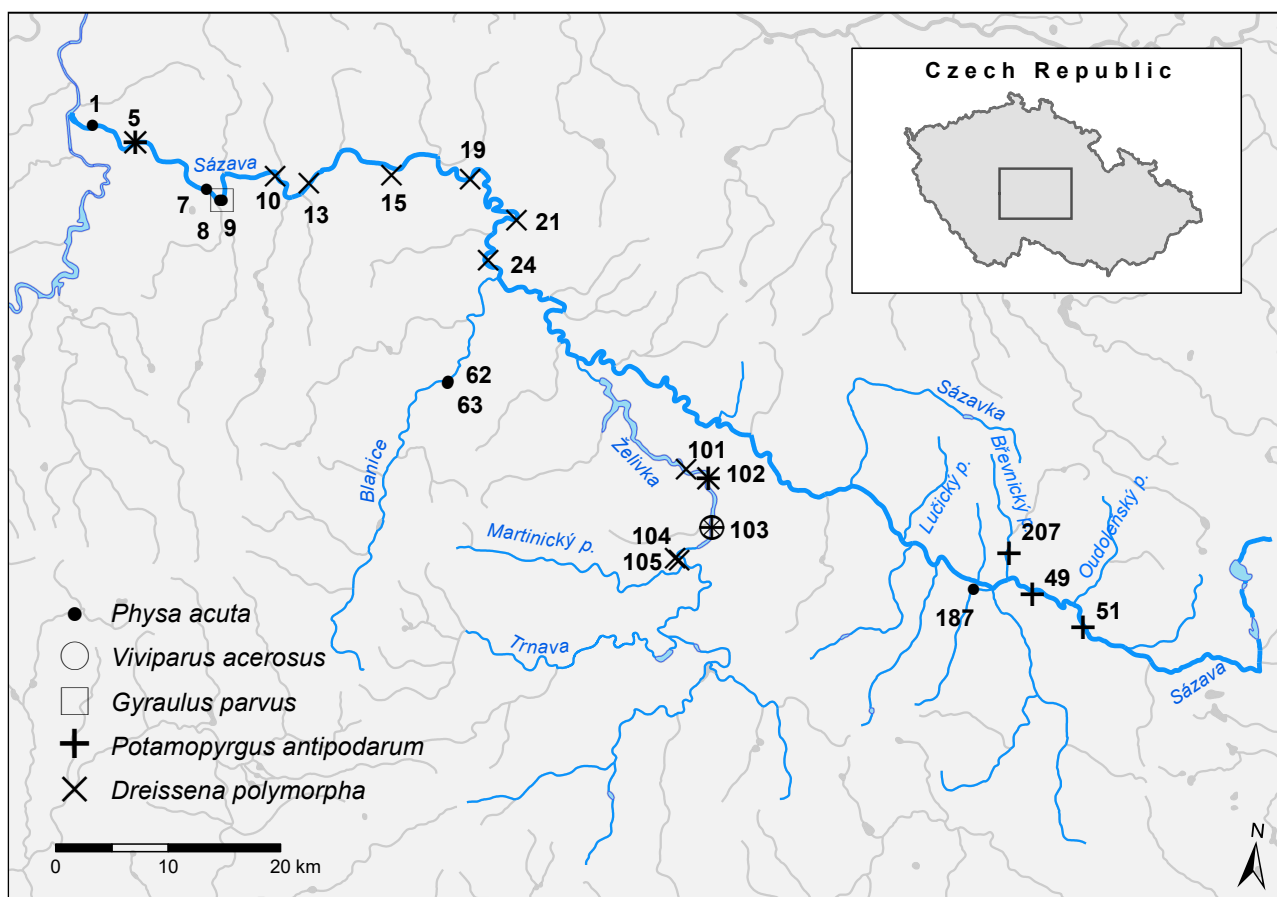 Czech Republic
1
5
Sázava
7
8
9
10
13
15
19
21
24
62
63
Blanice
Želivka
101
102
103
104
105
Martinický p.
Trnava
Sázavka
Břevnický p.
Lučický p.
Oudoleňský p.
207
49
51
187
Sázava
Physa acuta
Viviparus acerosus
Gyraulus parvus
Potamopyrgus antipodarum
Dreissena polymorpha
0 10 20 km
N